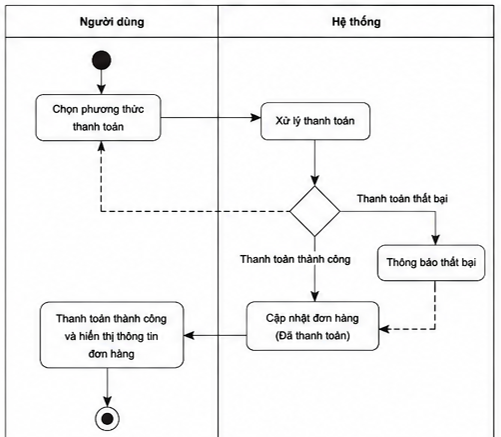 Người dùng
Hệ thống
Chọn phương thức
thanh toán
Xử lý thanh toán
Thanh toán thất bại
Thanh toán thành công
Thông báo thất bại
Cập nhật đơn hàng
(Đã thanh toán)
Thanh toán thành công
và hiển thị thông tin
đơn hàng